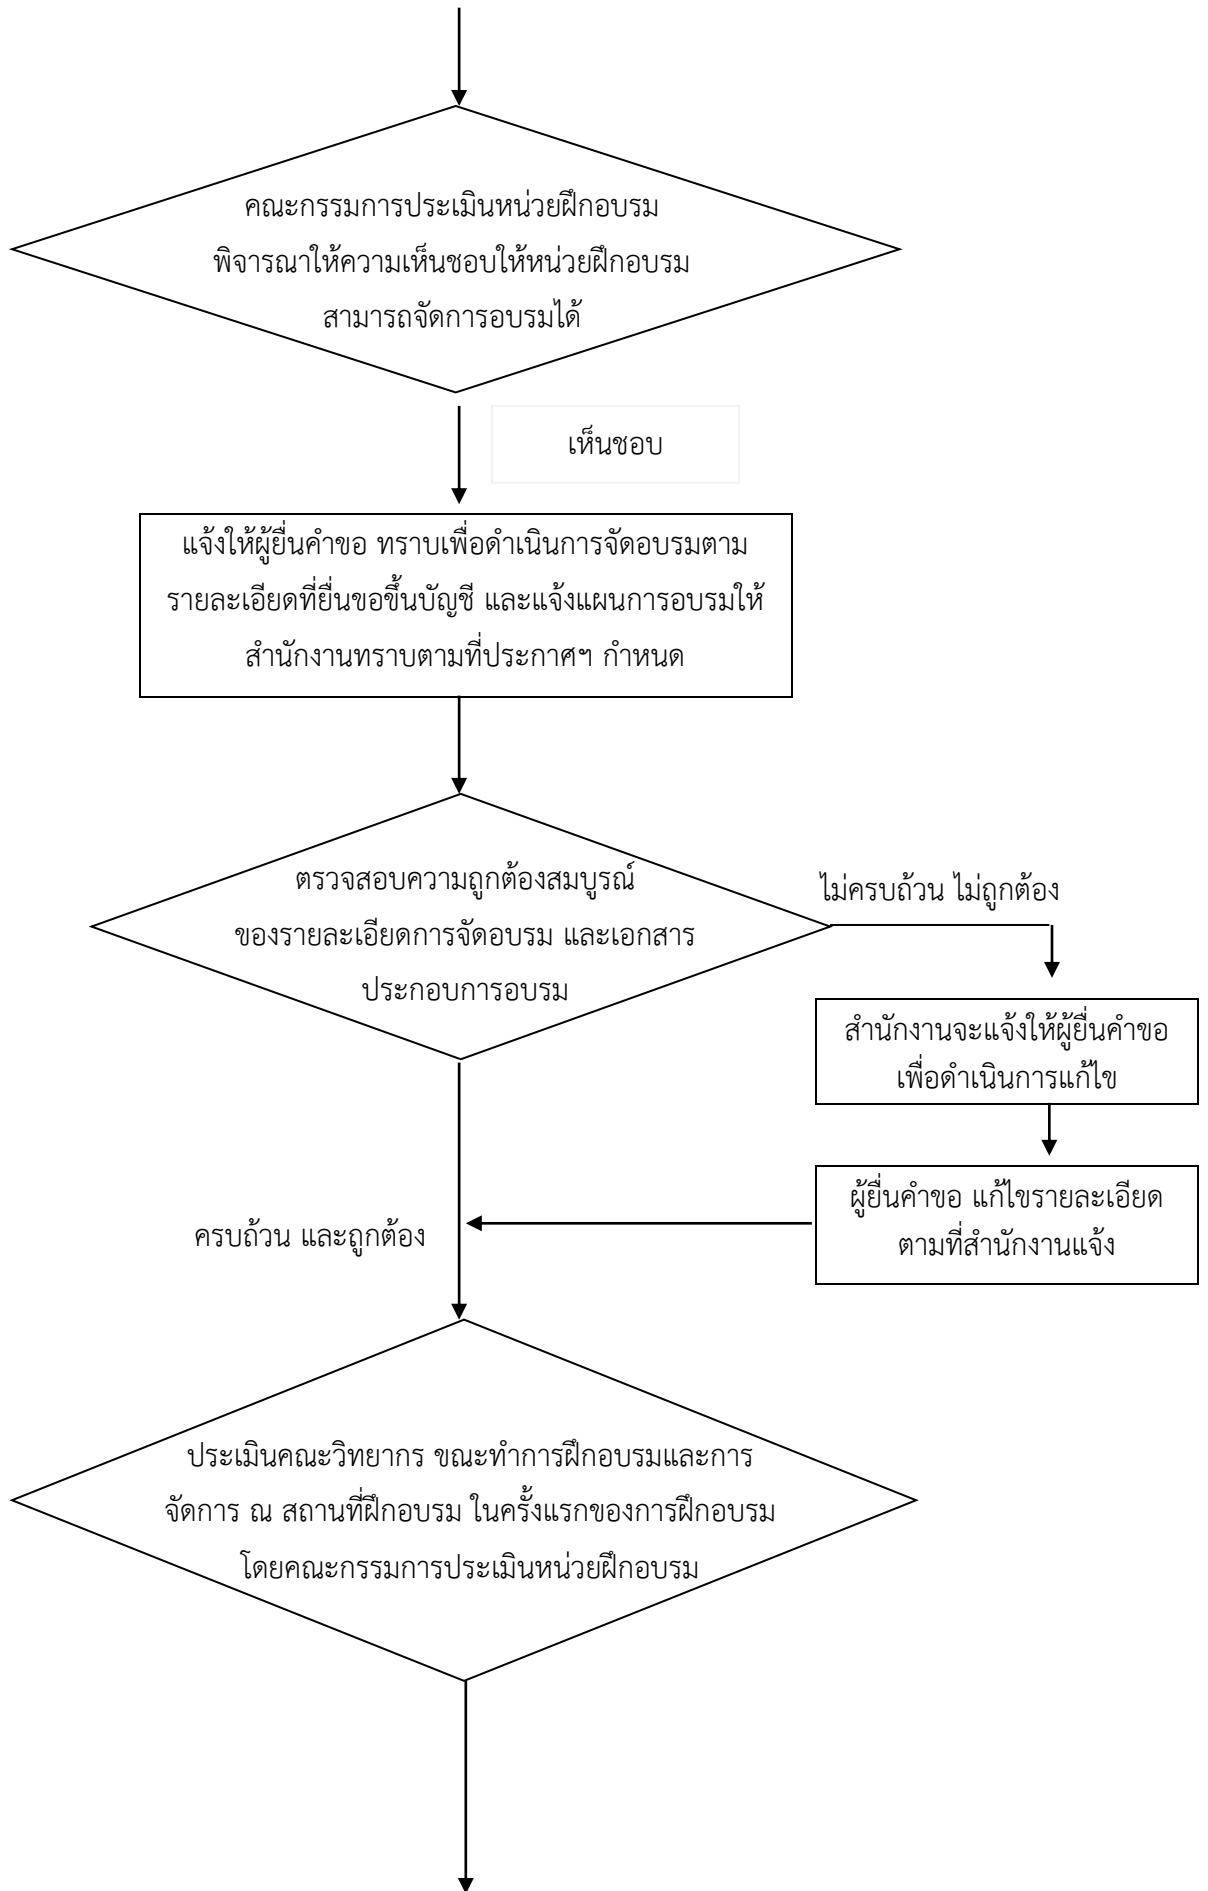 คณะกรรมการประเมินหน่วยฝึกอบรม
พิจารณาให้ความเห็นชอบให้หน่วยฝึกอบรม
สามารถจัดการอบรมได้
เห็นชอบ
แจ้งให้ผู้ยื่นคำขอ ทราบเพื่อดำเนินการจัดอบรมตาม
รายละเอียดที่ยื่นขอขึ้นบัญชี และแจ้งแผนการอบรมให้
สำนักงานทราบตามที่ประกาศฯ กำหนด
ตรวจสอบความถูกต้องสมบูรณ์
ของรายละเอียดการจัดอบรม และเอกสาร
ประกอบการอบรม
ไม่ครบถ้วน ไม่ถูกต้อง
สำนักงานจะแจ้งให้ผู้ยื่นคำขอ
เพื่อดำเนินการแก้ไข
ผู้ยื่นคำขอ แก้ไขรายละเอียด
ตามที่สำนักงานแจ้ง
ครบถ้วน และถูกต้อง
ประเมินคณะวิทยากร ขณะทำการฝึกอบรมและการ
จัดการ ณ สถานที่ฝึกอบรม ในครั้งแรกของการฝึกอบรม
โดยคณะกรรมการประเมินหน่วยฝึกอบรม